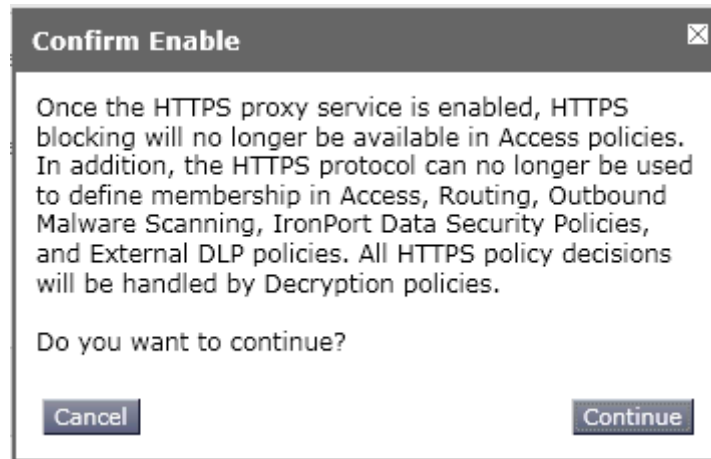 Confirm Enable
Once the HTTPS proxy service is enabled, HTTPS
blocking will no longer be available in Access policies.
In addition, the HTTPS protocol can no longer be used
to define membership in Access, Routing, Outbound
Malware Scanning, IronPort Data Security Policies,
and External DLP policies. All HTTPS policy decisions
will be handled by Decryption policies.
Do you want to continue?
Cancel
Continue